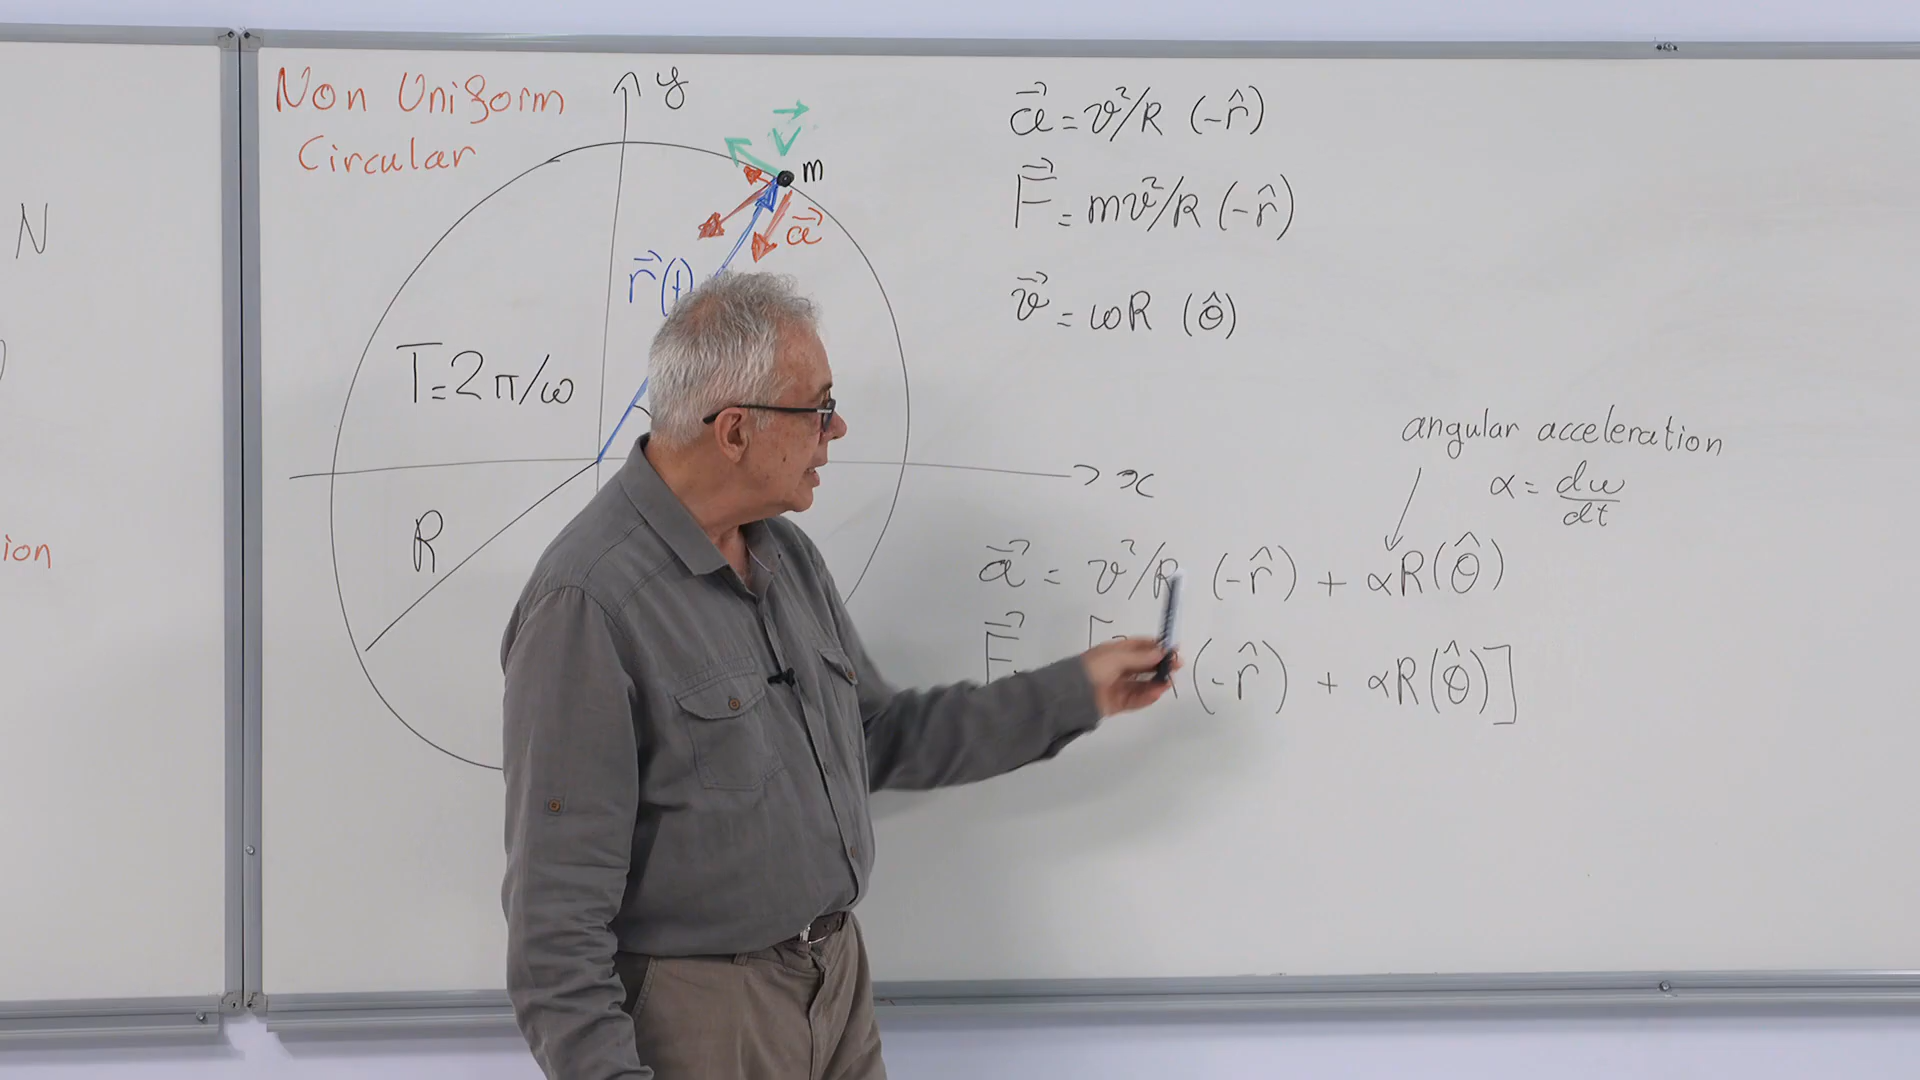 N
ion
Non Uniform
Circular
y
v⃗
m
a⃗
r⃗(t)
T=2π/ω
x
R
a⃗ = v²/R (-r̂)
F⃗ = mv²/R (-r̂)
v⃗ = ωR (θ̂)
angular acceleration
α = dω/dt
a⃗ = v²/R (-r̂) + αR(θ̂)
F⃗ [ (-r̂) + αR(θ̂)]